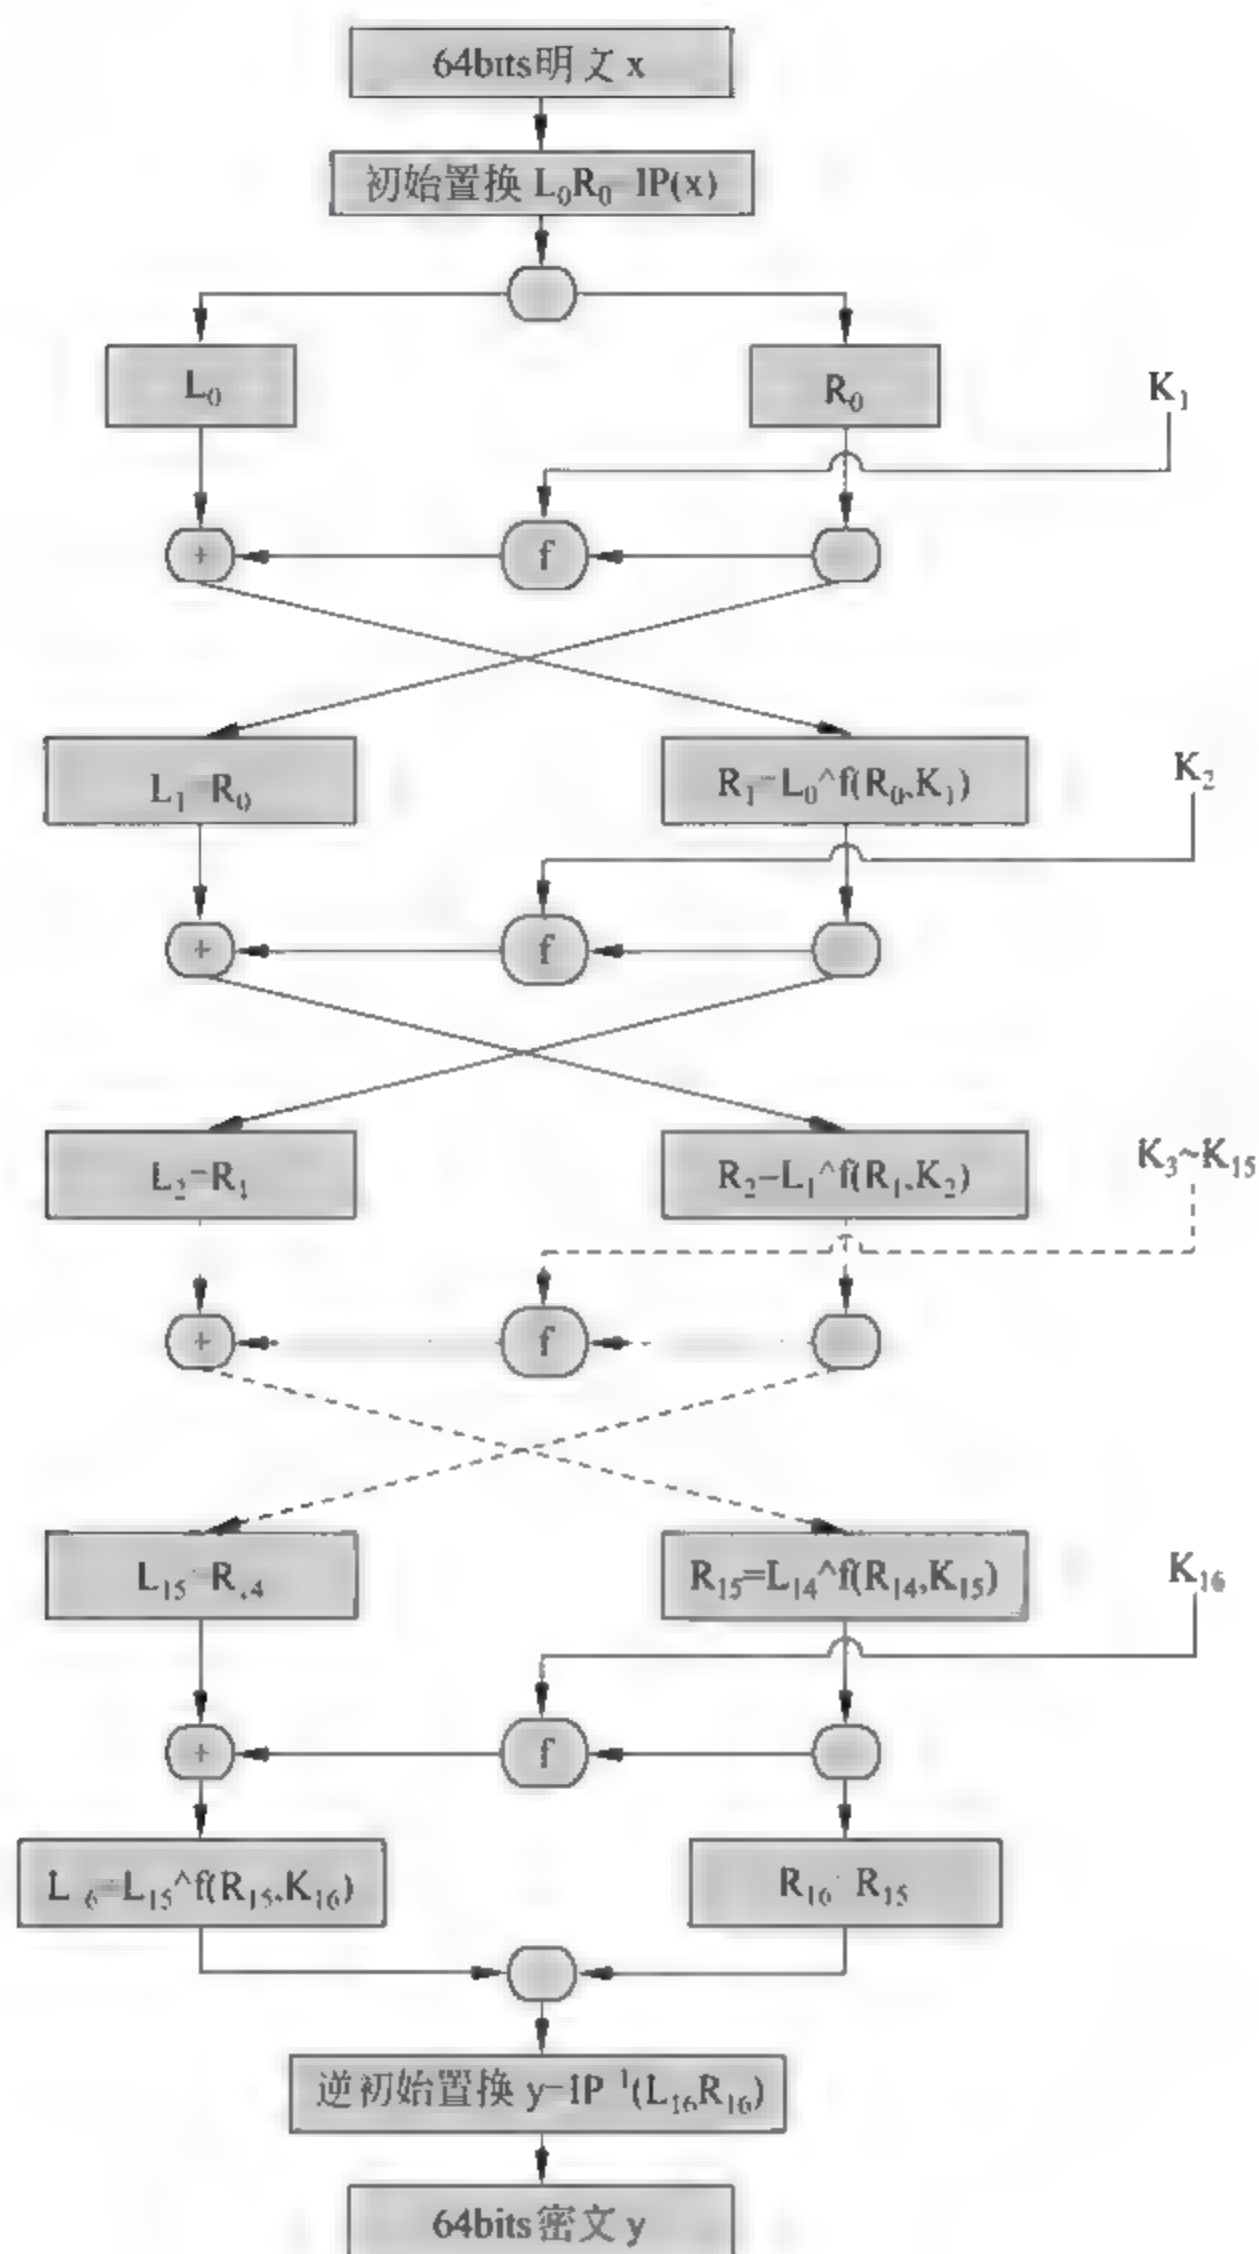 64bits明文 x
初始置换 L₀R₀=IP(x)
L₀
R₀
K₁
+
f
L₁=R₀
R₁=L₀^f(R₀,K₁)
K₂
+
f
L₂=R₁
R₂=L₁^f(R₁,K₂)
K₃~K₁₅
+
f
L₁₅=R₁₄
R₁₅=L₁₄^f(R₁₄,K₁₅)
K₁₆
+
f
L₁₆=L₁₅^f(R₁₅,K₁₆)
R₁₆=R₁₅
逆初始置换 y=IP⁻¹(L₁₆R₁₆)
64bits密文 y